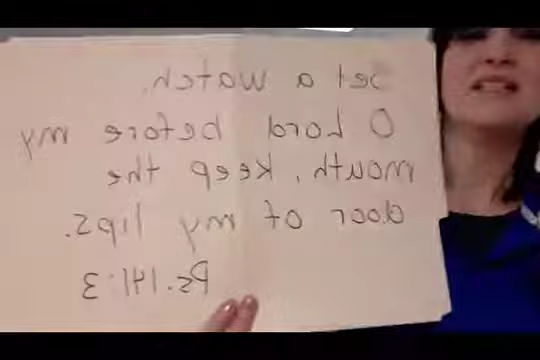 Set a watch,
O Lord before my
mouth, keep the
door of my lips.
Ps. 141:3